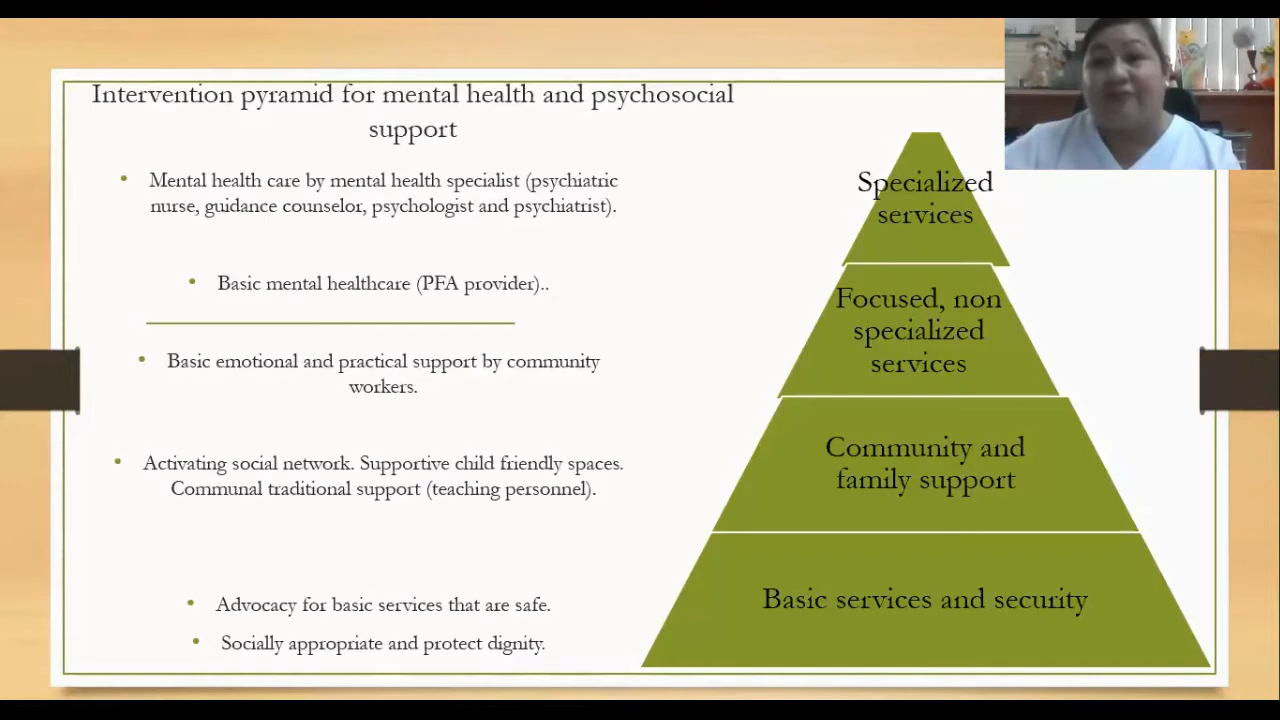 Intervention pyramid for mental health and psychosocial
support
• Mental health care by mental health specialist (psychiatric
nurse, guidance counselor, psychologist and psychiatrist).
• Basic mental healthcare (PFA provider)..
• Basic emotional and practical support by community
workers.
• Activating social network. Supportive child friendly spaces.
Communal traditional support (teaching personnel).
• Advocacy for basic services that are safe.
• Socially appropriate and protect dignity.
Specialized
services
Focused, non
specialized
services
Community and
family support
Basic services and security